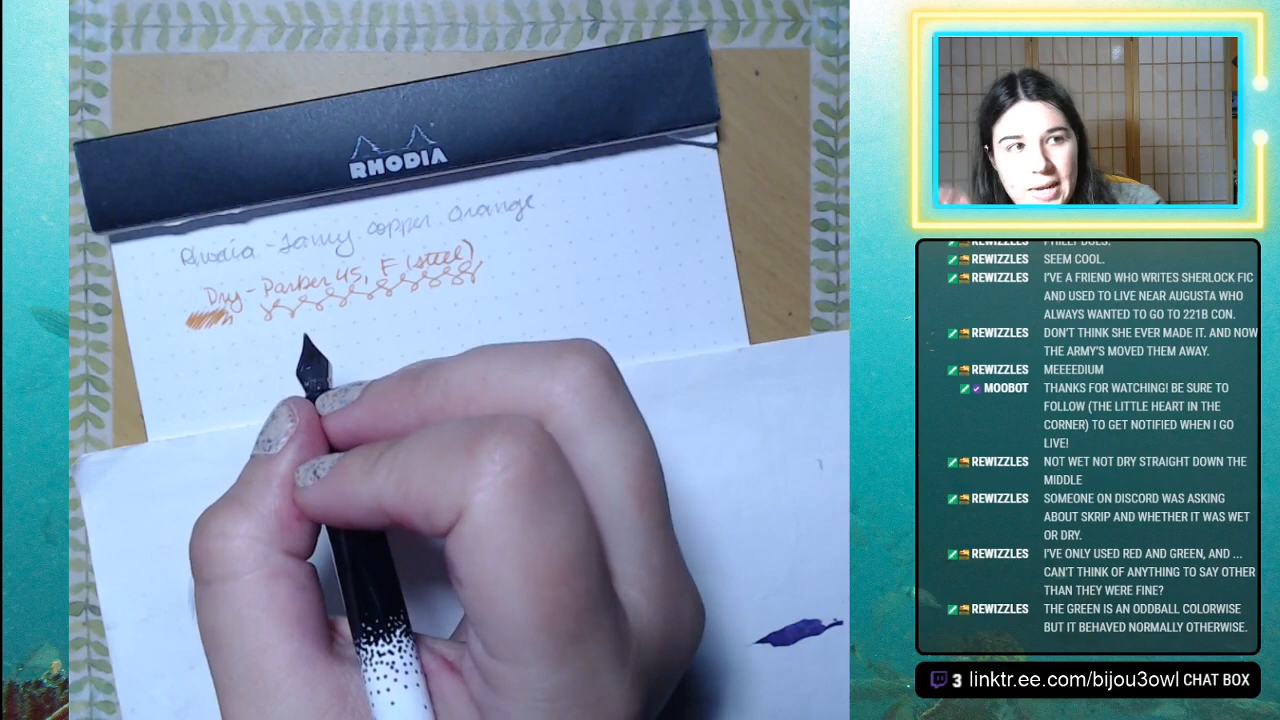 RHODIA
Rhodia - Lamy Copper Orange
Dry - Parker 45, F (steel)
REWIZZLES PHILLY DOES.
REWIZZLES SEEM COOL.
REWIZZLES I'VE A FRIEND WHO WRITES SHERLOCK FIC
AND USED TO LIVE NEAR AUGUSTA WHO
ALWAYS WANTED TO GO TO 221B CON.
REWIZZLES DON'T THINK SHE EVER MADE IT. AND NOW
THE ARMY'S MOVED THEM AWAY.
REWIZZLES MEEEEDIUM
MOOBOT THANKS FOR WATCHING! BE SURE TO
FOLLOW (THE LITTLE HEART IN THE
CORNER) TO GET NOTIFIED WHEN I GO
LIVE!
REWIZZLES NOT WET NOT DRY STRAIGHT DOWN THE
MIDDLE
REWIZZLES SOMEONE ON DISCORD WAS ASKING
ABOUT SKRIP AND WHETHER IT WAS WET
OR DRY.
REWIZZLES I'VE ONLY USED RED AND GREEN, AND ...
CAN'T THINK OF ANYTHING TO SAY OTHER
THAN THEY WERE FINE?
REWIZZLES THE GREEN IS AN ODDBALL COLORWISE
BUT IT BEHAVED NORMALLY OTHERWISE.
3 linktr.ee.com/bijou3owl CHAT BOX